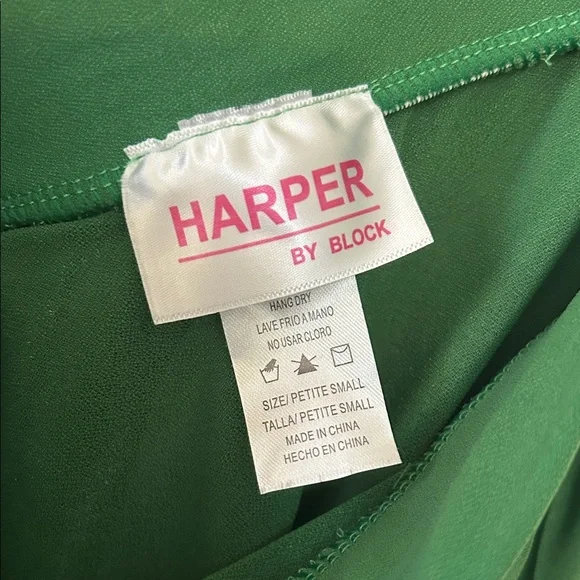 HARPER
BY BLOCK
HANG DRY
LAVE FRIO A MANO
NO USAR CLORO
SIZE/ PETITE SMALL
TALLA/ PETITE SMALL
MADE IN CHINA
HECHO EN CHINA